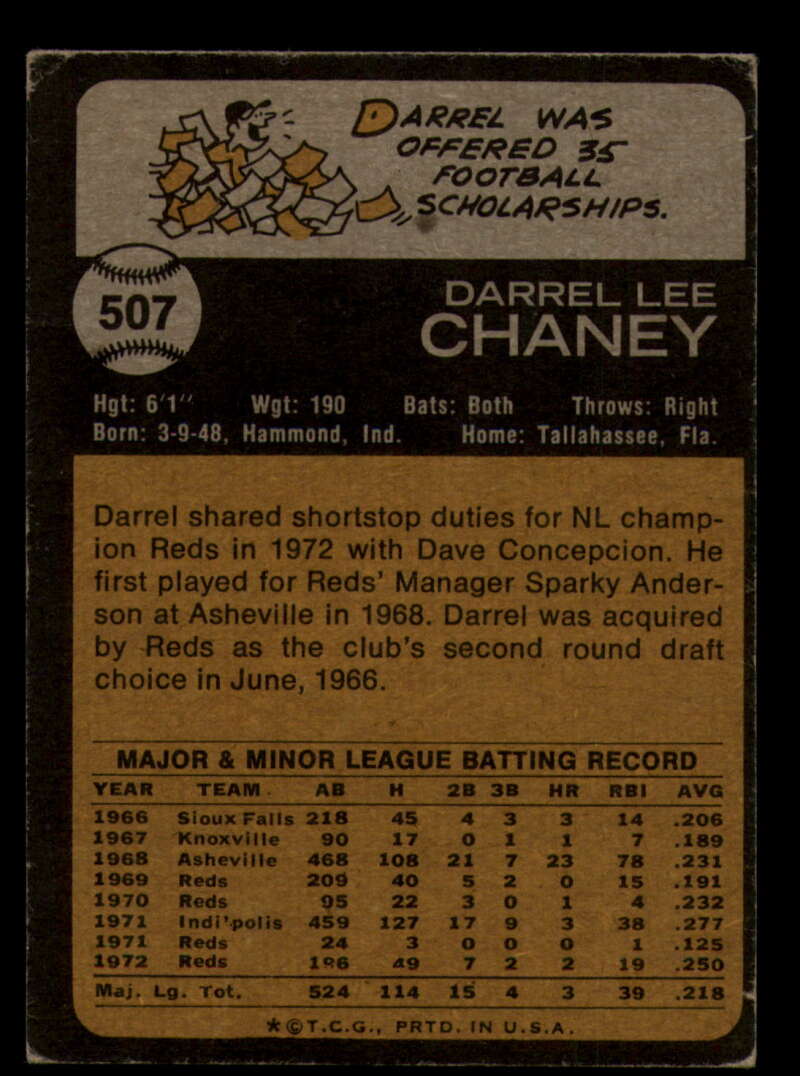 DARREL WAS
OFFERED 35
FOOTBALL
SCHOLARSHIPS.
507
DARREL LEE
CHANEY
Hgt: 6'1" Wgt: 190 Bats: Both Throws: Right
Born: 3-9-48, Hammond, Ind. Home: Tallahassee, Fla.
Darrel shared shortstop duties for NL champ-
ion Reds in 1972 with Dave Concepcion. He
first played for Reds' Manager Sparky Ander-
son at Asheville in 1968. Darrel was acquired
by Reds as the club's second round draft
choice in June, 1966.
MAJOR & MINOR LEAGUE BATTING RECORD
YEAR TEAM AB H 2B 3B HR RBI AVG
1966 Sioux Falls 218 45 4 3 3 14 .206
1967 Knoxville 90 17 0 1 1 7 .189
1968 Asheville 468 108 21 7 23 78 .231
1969 Reds 209 40 5 2 0 15 .191
1970 Reds 95 22 3 0 1 4 .232
1971 Indi'polis 459 127 17 9 3 38 .277
1971 Reds 24 3 0 0 0 1 .125
1972 Reds 196 49 7 2 2 19 .250
Maj. Lg. Tot. 524 114 15 4 3 39 .218
*©T.C.G., PRTD. IN U.S.A.